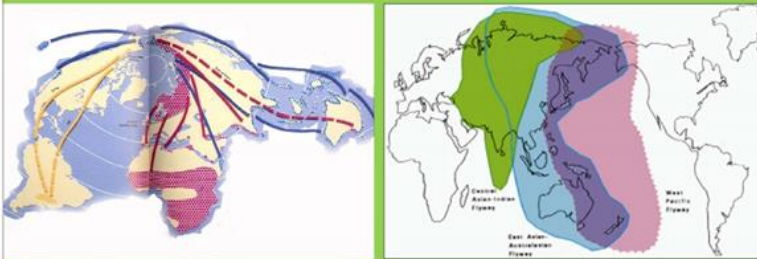 Central
Asian-Indian
Flyway
East Asian-
Australasian
Flyway
West
Pacific
Flyway